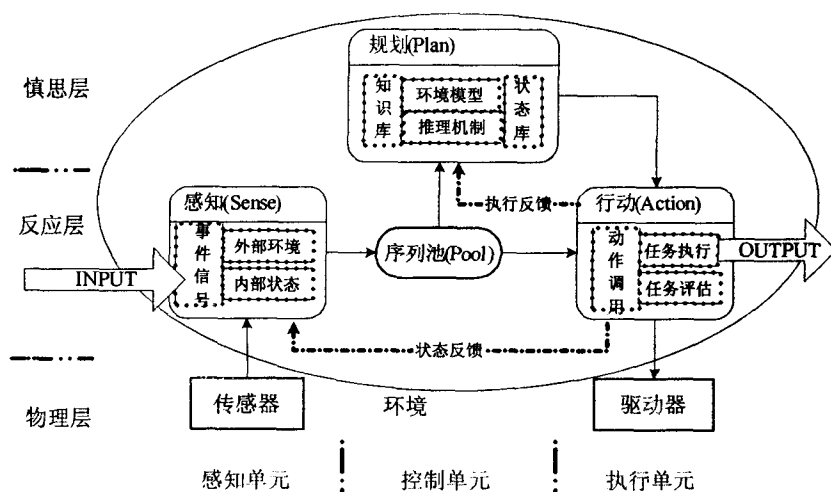 规划(Plan)
慎思层
知识库
环境模型
推理机制
状态库
感知(Sense)
执行反馈
行动(Action)
反应层
事件信号
外部环境
内部状态
序列池(Pool)
动作调用
任务执行
任务评估
INPUT
OUTPUT
状态反馈
物理层
传感器
环境
驱动器
感知单元
控制单元
执行单元